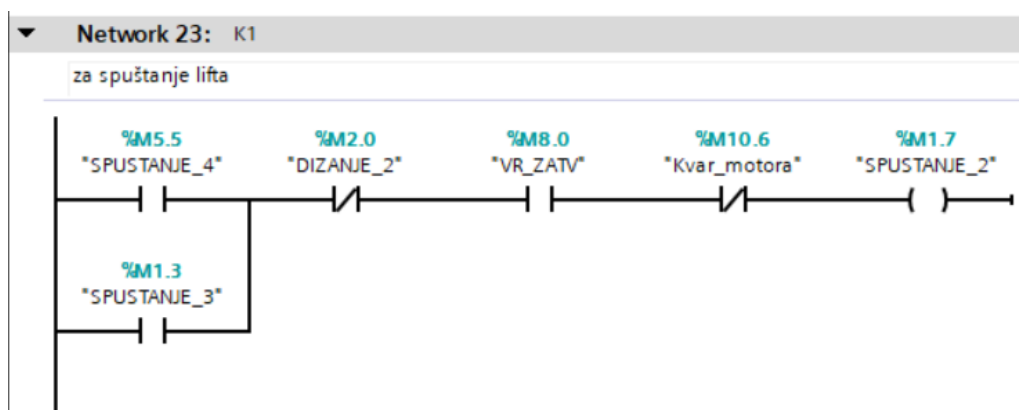 Network 23: K1
za spuštanje lifta
%M5.5 %M2.0 %M8.0 %M10.6 %M1.7
"SPUSTANJE_4" "DIZANJE_2" "VR_ZATV" "Kvar_motora" "SPUSTANJE_2"
%M1.3
"SPUSTANJE_3"